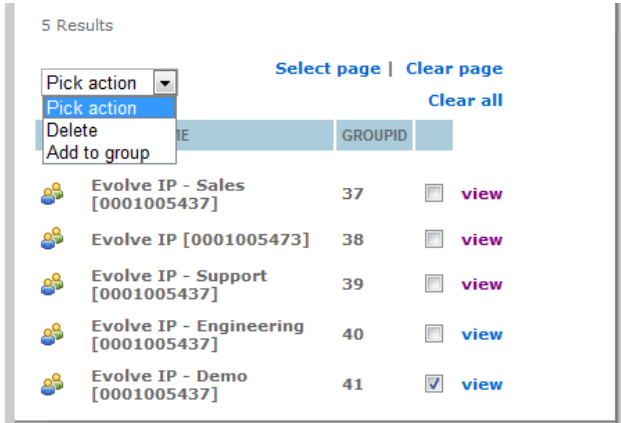 5 Results
Select page | Clear page
Pick action
Clear all
Pick action
Delete
Add to group
ME GROUPID
Evolve IP - Sales
[0001005437] 37 view
Evolve IP [0001005473] 38 view
Evolve IP - Support
[0001005437] 39 view
Evolve IP - Engineering
[0001005437] 40 view
Evolve IP - Demo
[0001005437] 41 view